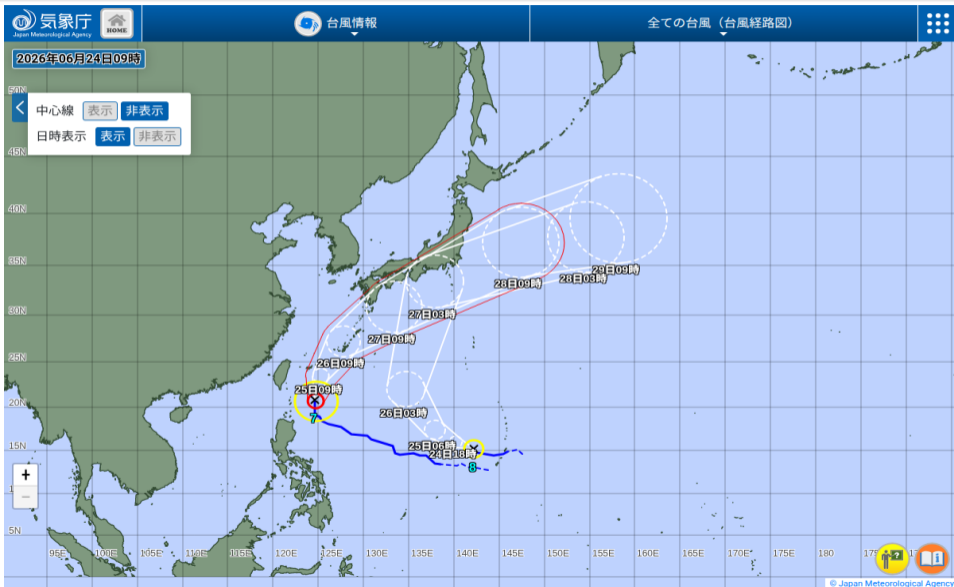 気象庁
Japan Meteorological Agency
HOME
台風情報
全ての台風（台風経路図）
2026年06月24日09時
中心線 表示 非表示
日時表示 表示 非表示
50N
45N
40N
35N
30N
25N
20N
15N
5N
29日09時
28日09時
28日03時
27日03時
27日09時
26日09時
25日09時
7
26日03時
25日06時
24日18時
8
+
−
95E 100E 105E 110E 115E 120E 125E 130E 135E 140E 145E 150E 155E 160E 165E 170E 175E 180
© Japan Meteorological Agency